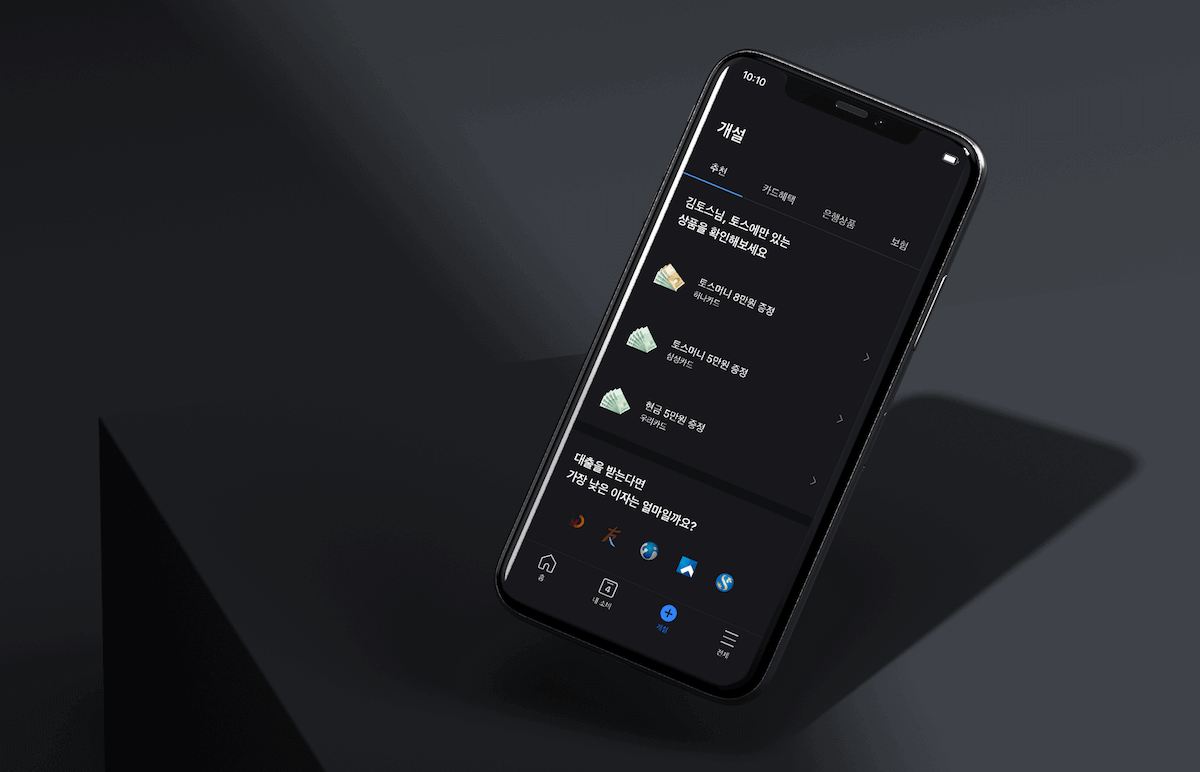 10:10
개설
추천
카드혜택
은행상품
보험
김토스님, 토스에만 있는
상품을 확인해보세요
토스머니 8만원 증정
하나카드
토스머니 5만원 증정
삼성카드
현금 5만원 증정
우리카드
대출을 받는다면
가장 낮은 이자는 얼마일까요?
홈
4
내 소비
개설
전체